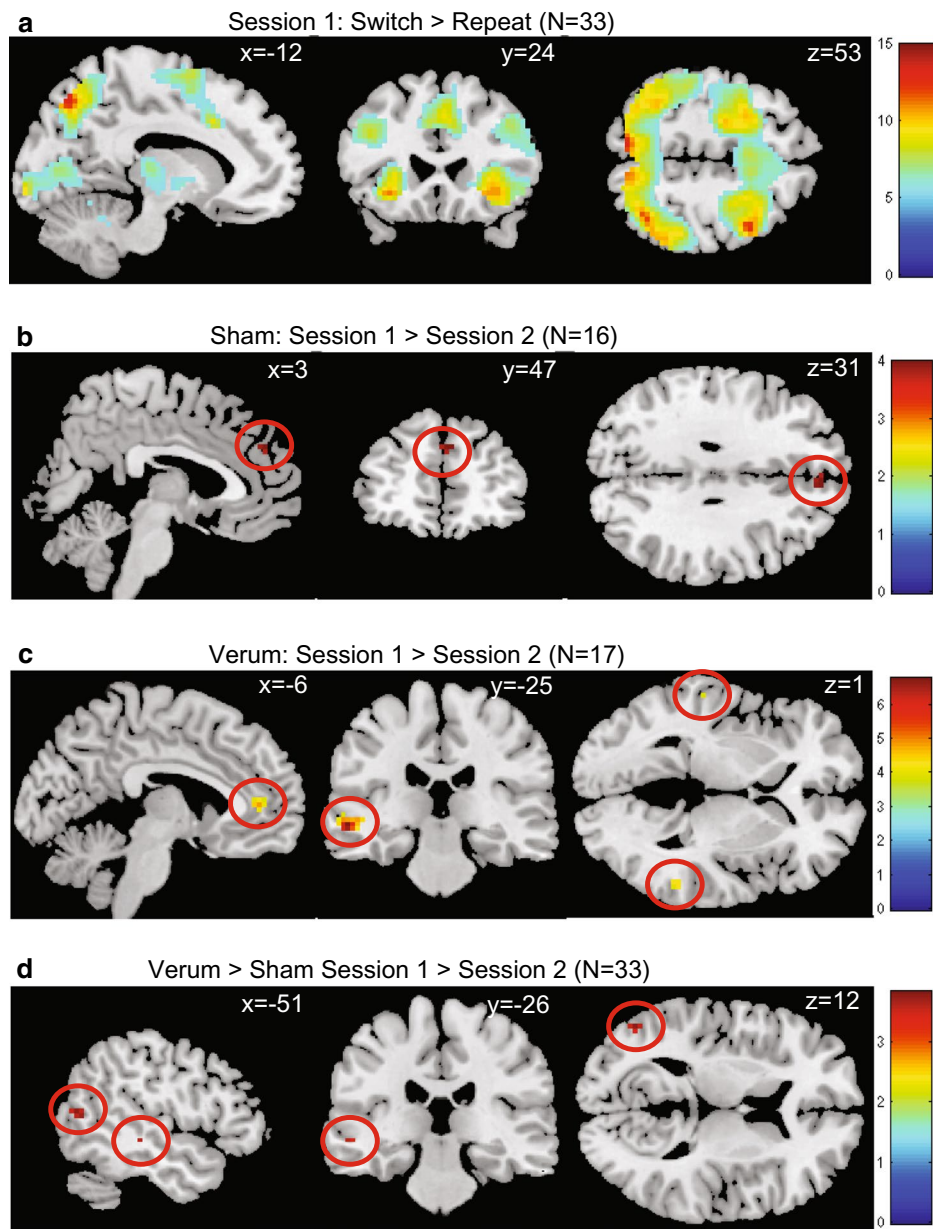 a
Session 1: Switch > Repeat (N=33)
x=-12
y=24
z=53
15
10
5
0
b
Sham: Session 1 > Session 2 (N=16)
x=3
y=47
z=31
4
3
2
1
0
c
Verum: Session 1 > Session 2 (N=17)
x=-6
y=-25
z=1
6
5
4
3
2
1
0
d
Verum > Sham Session 1 > Session 2 (N=33)
x=-51
y=-26
z=12
3
2
1
0